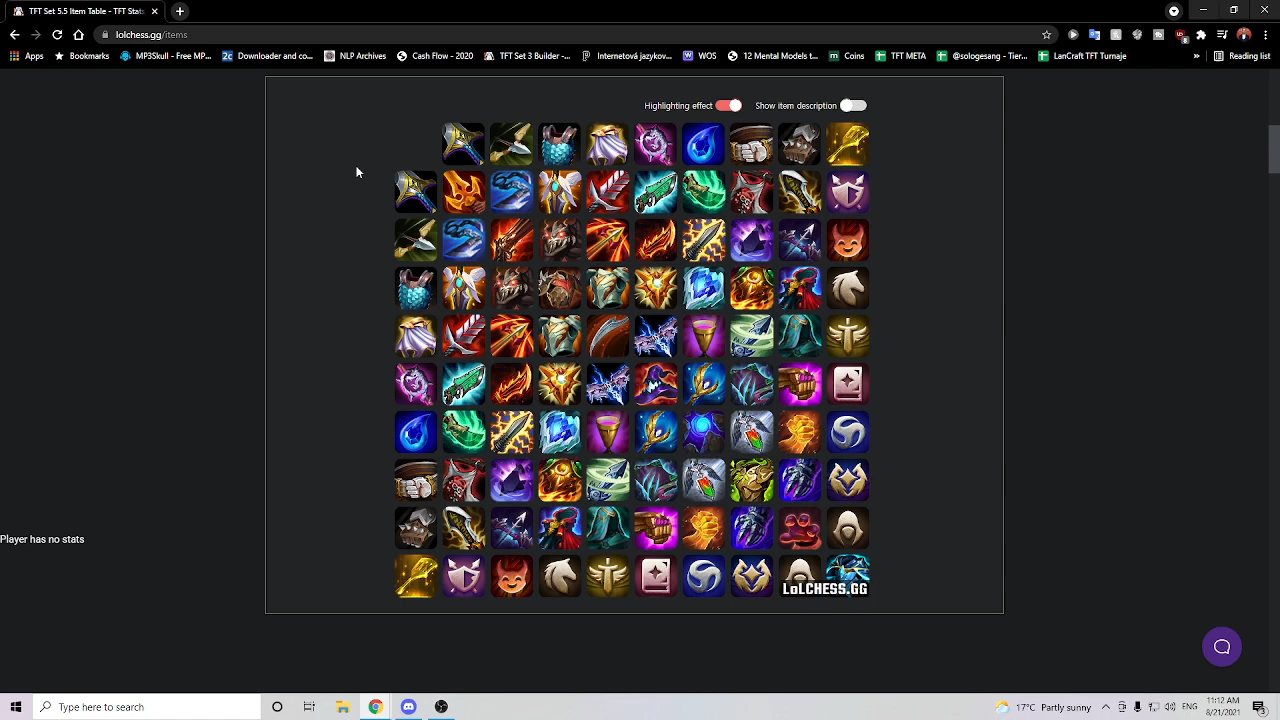 TFT Set 5.5 Item Table - TFT Stats
lolchess.gg/items
Apps
Bookmarks
MP3Skull - Free MP...
Downloader and co...
NLP Archives
Cash Flow - 2020
TFT Set 3 Builder -...
Internetová jazykov...
WOS
12 Mental Models t...
Coins
TFT META
@sologesang - Tier...
LanCraft TFT Turnaje
»
Reading list
Highlighting effect
Show item description
Player has no stats
LoLCHESS.GG
Type here to search
17°C Partly sunny
ENG
11:12 AM
8/21/2021